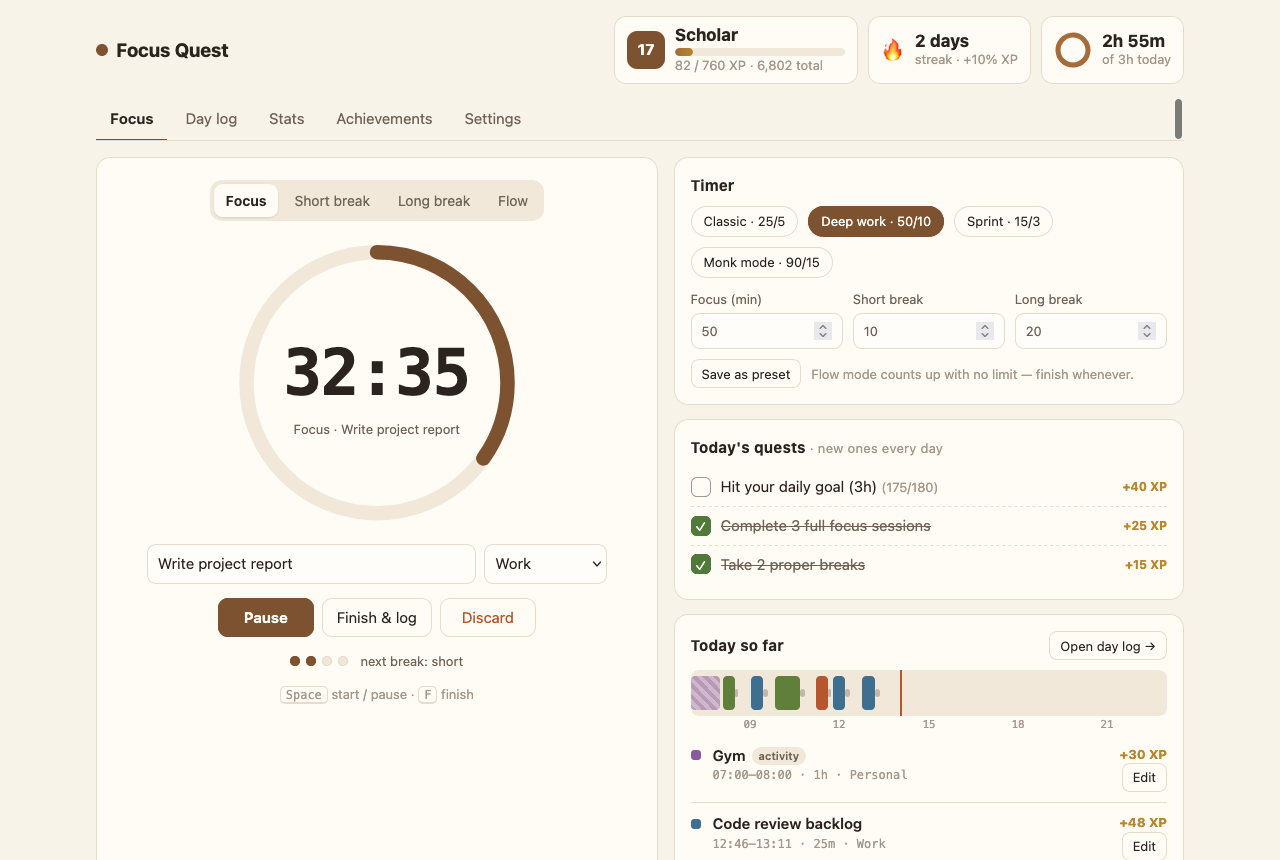 Focus Quest
17
Scholar
82 / 760 XP · 6,802 total
2 days
streak · +10% XP
2h 55m
of 3h today
Focus
Day log
Stats
Achievements
Settings
Focus
Short break
Long break
Flow
32:35
Focus · Write project report
Write project report
Work
Pause
Finish & log
Discard
next break: short
Space start / pause · F finish
Timer
Classic · 25/5
Deep work · 50/10
Sprint · 15/3
Monk mode · 90/15
Focus (min)
Short break
Long break
50
10
20
Save as preset
Flow mode counts up with no limit — finish whenever.
Today's quests · new ones every day
Hit your daily goal (3h) (175/180)
+40 XP
Complete 3 full focus sessions
+25 XP
Take 2 proper breaks
+15 XP
Today so far
Open day log →
09
12
15
18
21
Gym activity
+30 XP
07:00–08:00 · 1h · Personal
Edit
Code review backlog
+48 XP
12:46–13:11 · 25m · Work
Edit